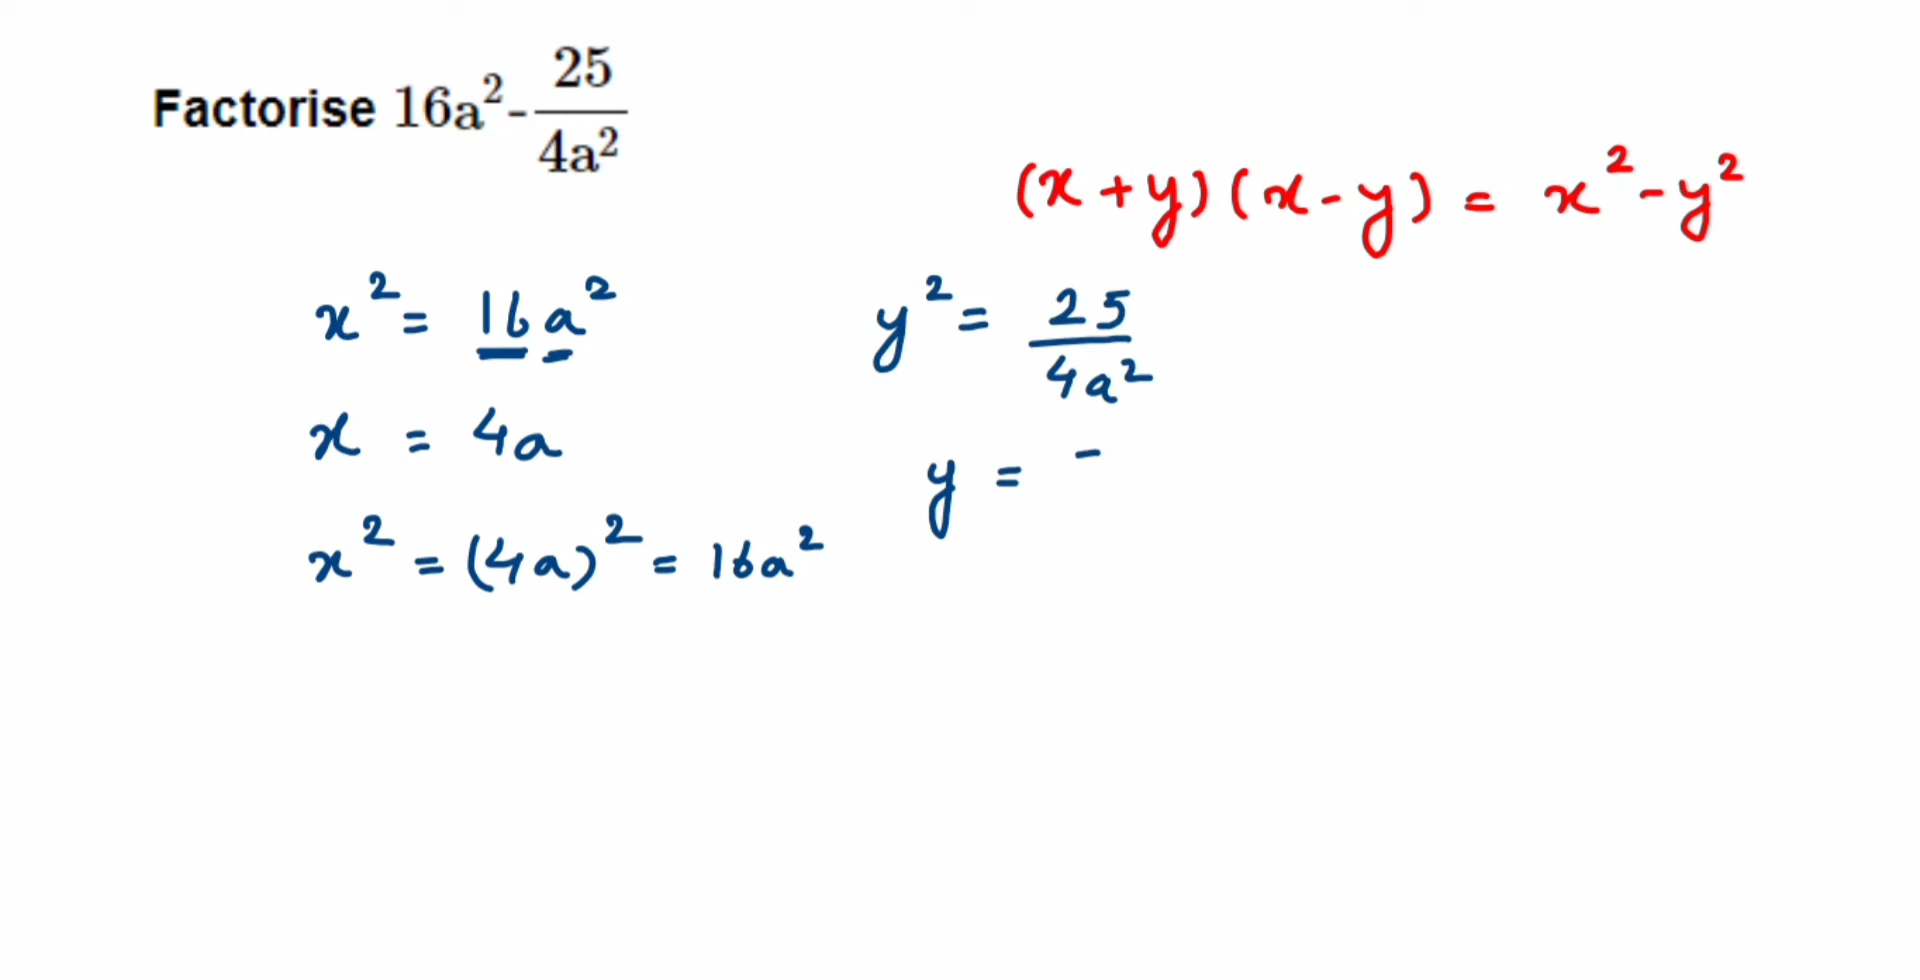 Factorise 16a²-25/4a²
(x+y)(x-y) = x²-y²
x² = 16a²
y² = 25/4a²
x = 4a
y = -
x² = (4a)² = 16a²